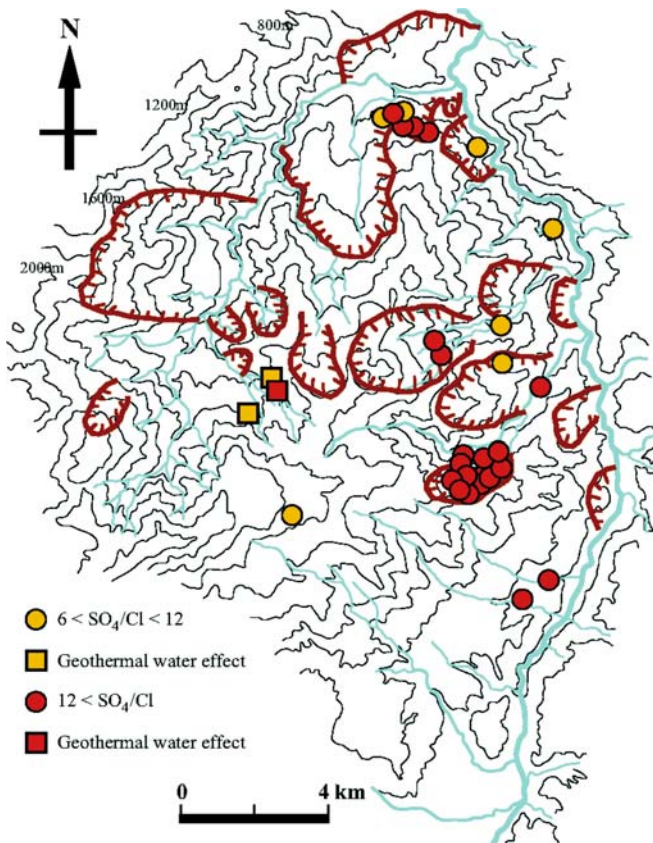 N
800m
1200m
1600m
2000m
6 < SO₄/Cl < 12
Geothermal water effect
12 < SO₄/Cl
Geothermal water effect
0 4 km